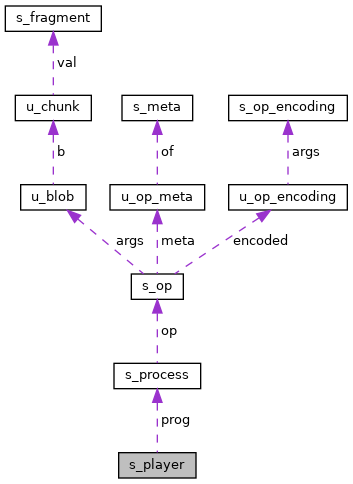 s_fragment
val
u_chunk
s_meta
s_op_encoding
b
of
args
u_blob
u_op_meta
u_op_encoding
args
meta
encoded
s_op
op
s_process
prog
s_player